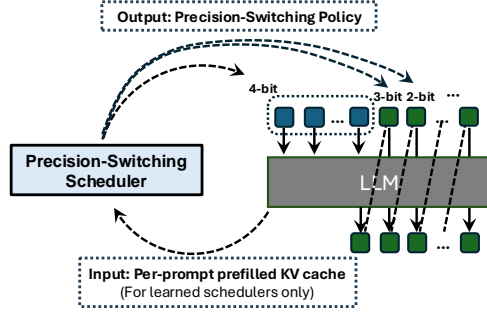 Output: Precision-Switching Policy
4-bit
3-bit 2-bit ...
...
...
Precision-Switching
Scheduler
LLM
...
Input: Per-prompt prefilled KV cache
(For learned schedulers only)